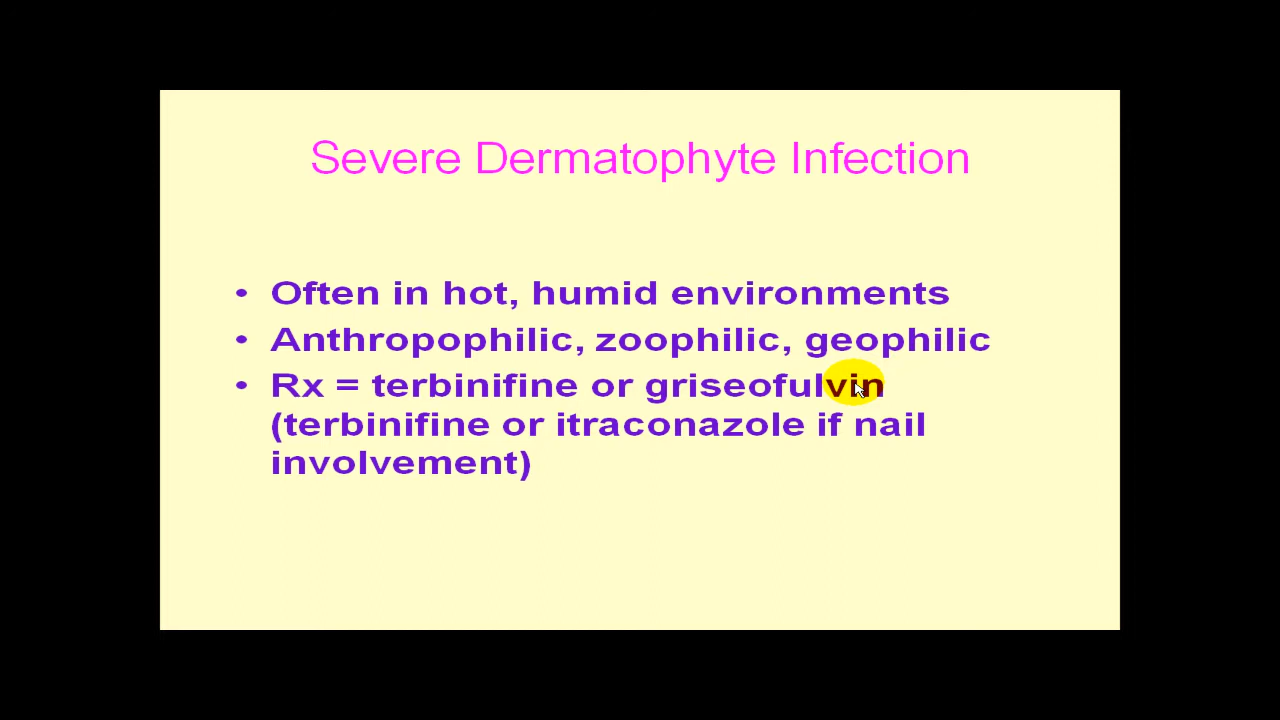 Severe Dermatophyte Infection
• Often in hot, humid environments
• Anthropophilic, zoophilic, geophilic
• Rx = terbinifine or griseofulvin
(terbinifine or itraconazole if nail
involvement)